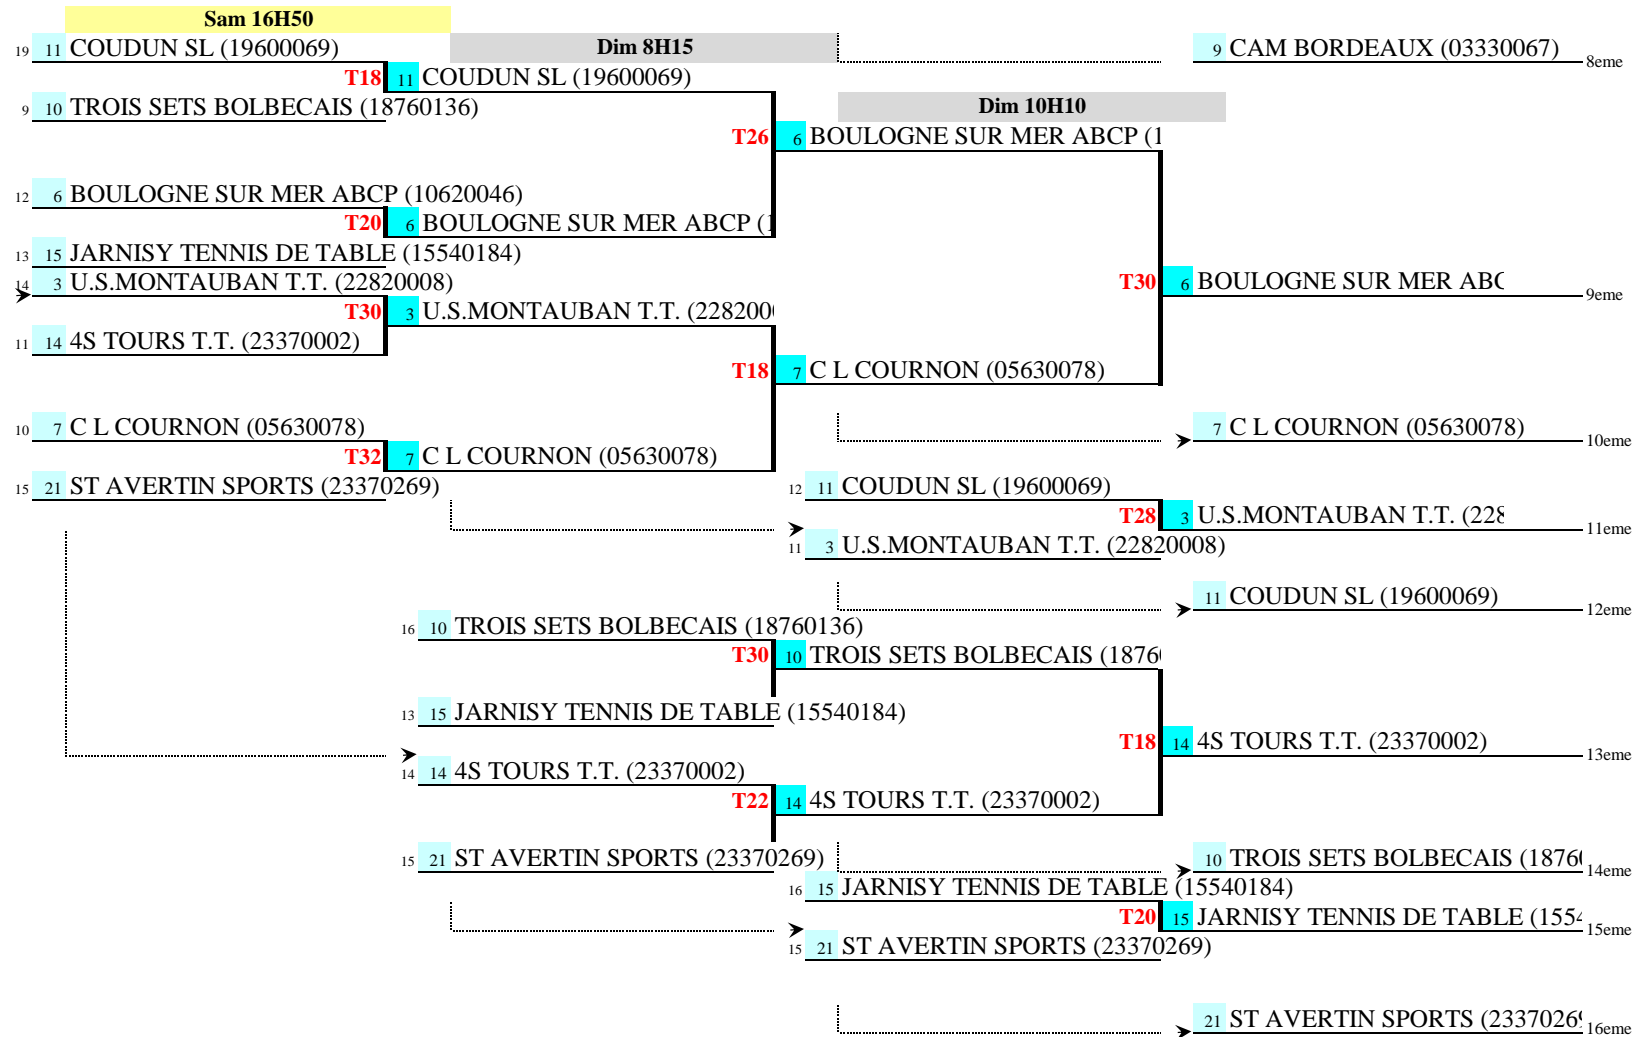 Sam 16H50
19 11 COUDUN SL (19600069)
Dim 8H15
9 CAM BORDEAUX (03330067) 8eme
T18 11 COUDUN SL (19600069)
9 10 TROIS SETS BOLBECAIS (18760136)
Dim 10H10
T26 6 BOULOGNE SUR MER ABCP (1
12 6 BOULOGNE SUR MER ABCP (10620046)
T20 6 BOULOGNE SUR MER ABCP (1
13 15 JARNISY TENNIS DE TABLE (15540184)
14 3 U.S.MONTAUBAN T.T. (22820008)
T30 6 BOULOGNE SUR MER ABC 9eme
T30 3 U.S.MONTAUBAN T.T. (228200
11 14 4S TOURS T.T. (23370002)
T18 7 C L COURNON (05630078)
10 7 C L COURNON (05630078)
7 C L COURNON (05630078) 10eme
T32 7 C L COURNON (05630078)
15 21 ST AVERTIN SPORTS (23370269)
12 11 COUDUN SL (19600069)
T28 3 U.S.MONTAUBAN T.T. (228 11eme
11 3 U.S.MONTAUBAN T.T. (22820008)
11 COUDUN SL (19600069) 12eme
16 10 TROIS SETS BOLBECAIS (18760136)
T30 10 TROIS SETS BOLBECAIS (1876
13 15 JARNISY TENNIS DE TABLE (15540184)
T18 14 4S TOURS T.T. (23370002) 13eme
14 14 4S TOURS T.T. (23370002)
T22 14 4S TOURS T.T. (23370002)
15 21 ST AVERTIN SPORTS (23370269)
10 TROIS SETS BOLBECAIS (1876 14eme
16 15 JARNISY TENNIS DE TABLE (15540184)
T20 15 JARNISY TENNIS DE TABLE (155 15eme
15 21 ST AVERTIN SPORTS (23370269)
21 ST AVERTIN SPORTS (2337026 16eme